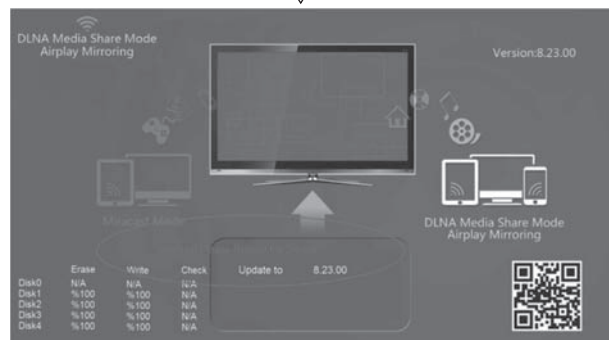 DLNA Media Share Mode
Airplay Mirroring
Version:8.23.00
Miracast Mode
DLNA Media Share Mode
Airplay Mirroring
Erase Write Check
Disk0 N/A N/A N/A
Disk1 %100 %100 N/A
Disk2 %100 %100 N/A
Disk3 %100 %100 N/A
Disk4 %100 %100 N/A
Update to 8.23.00